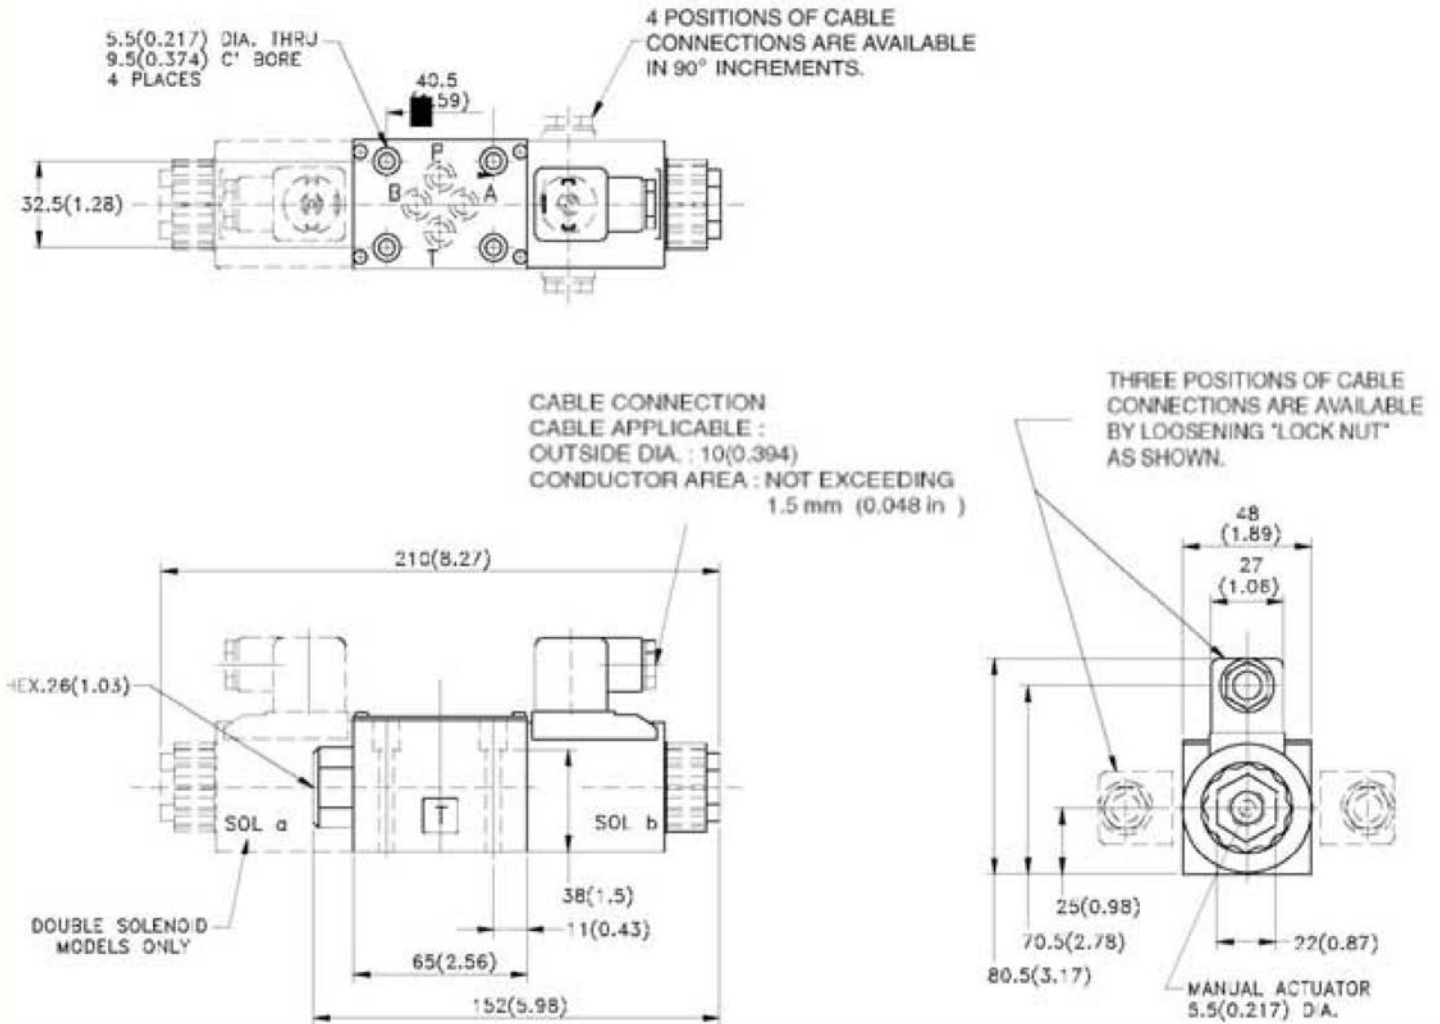 5.5(0.217) DIA. THRU
9.5(0.374) C' BORE
4 PLACES
4 POSITIONS OF CABLE
CONNECTIONS ARE AVAILABLE
IN 90° INCREMENTS.
40.5
.59)
32.5(1.28)
P
B
A
T
CABLE CONNECTION
CABLE APPLICABLE :
OUTSIDE DIA. : 10(0.394)
CONDUCTOR AREA : NOT EXCEEDING
1.5 mm (0.048 in )
THREE POSITIONS OF CABLE
CONNECTIONS ARE AVAILABLE
BY LOOSENING "LOCK NUT"
AS SHOWN.
48
(1.89)
27
(1.06)
210(8.27)
HEX.26(1.03)
SOL a
T
SOL b
38(1.5)
11(0.43)
DOUBLE SOLENOID
MODELS ONLY
65(2.56)
152(5.98)
25(0.98)
70.5(2.78)
22(0.87)
80.5(3.17)
MANUAL ACTUATOR
5.5(0.217) DIA.